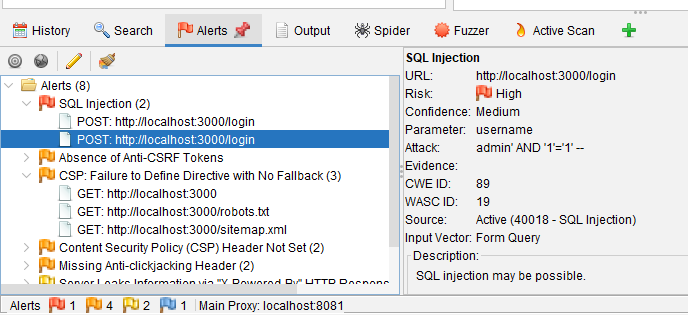 History Search Alerts Output Spider Fuzzer Active Scan
Alerts (8)
SQL Injection (2)
POST: http://localhost:3000/login
POST: http://localhost:3000/login
Absence of Anti-CSRF Tokens
CSP: Failure to Define Directive with No Fallback (3)
GET: http://localhost:3000
GET: http://localhost:3000/robots.txt
GET: http://localhost:3000/sitemap.xml
Content Security Policy (CSP) Header Not Set (2)
Missing Anti-clickjacking Header (2)
Server Leaks Information via "X-Powered-By" HTTP Respons
SQL Injection
URL: http://localhost:3000/login
Risk: High
Confidence: Medium
Parameter: username
Attack: admin' AND '1'='1' --
Evidence:
CWE ID: 89
WASC ID: 19
Source: Active (40018 - SQL Injection)
Input Vector: Form Query
Description:
SQL injection may be possible.
Alerts 1 4 2 1 Main Proxy: localhost:8081